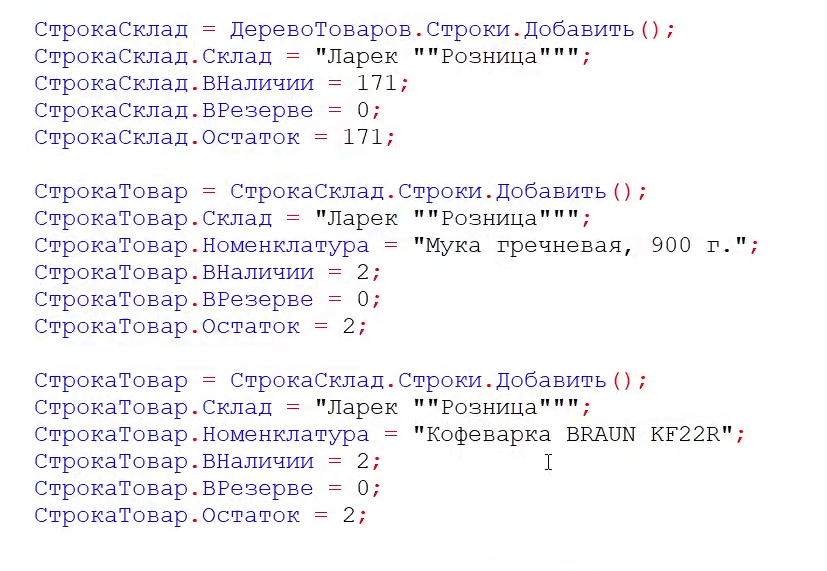 СтрокаСклад = ДеревоТоваров.Строки.Добавить();
СтрокаСклад.Склад = "Ларек ""Розница""";
СтрокаСклад.ВНаличии = 171;
СтрокаСклад.ВРезерве = 0;
СтрокаСклад.Остаток = 171;
СтрокаТовар = СтрокаСклад.Строки.Добавить();
СтрокаТовар.Склад = "Ларек ""Розница""";
СтрокаТовар.Номенклатура = "Мука гречневая, 900 г.";
СтрокаТовар.ВНаличии = 2;
СтрокаТовар.ВРезерве = 0;
СтрокаТовар.Остаток = 2;
СтрокаТовар = СтрокаСклад.Строки.Добавить();
СтрокаТовар.Склад = "Ларек ""Розница""";
СтрокаТовар.Номенклатура = "Кофеварка BRAUN KF22R";
СтрокаТовар.ВНаличии = 2;
СтрокаТовар.ВРезерве = 0;
СтрокаТовар.Остаток = 2;